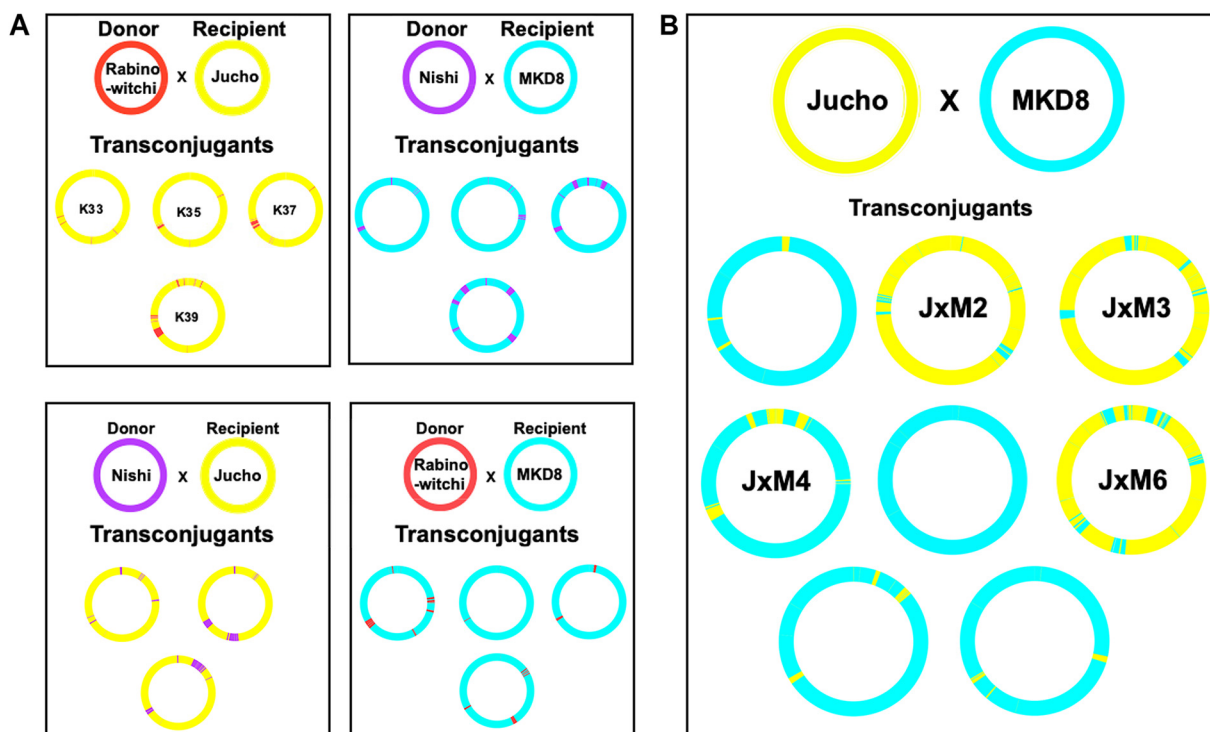 A
Donor Recipient
Rabino
-witchi
X
Jucho
Transconjugants
K33
K35
K37
K39
Donor Recipient
Nishi
X
MKD8
Transconjugants
Donor Recipient
Nishi
X
Jucho
Transconjugants
Donor Recipient
Rabino
-witchi
X
MKD8
Transconjugants
B
Jucho
X
MKD8
Transconjugants
JxM2
JxM3
JxM4
JxM6